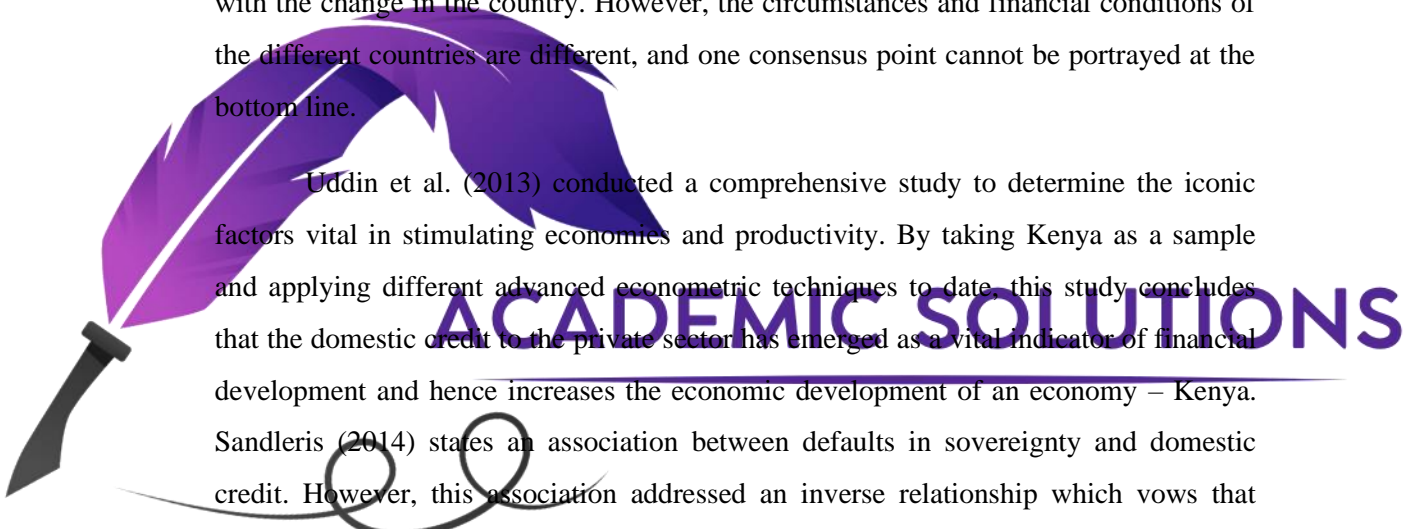 with the change in the country. However, the circumstances and financial conditions of
the different countries are different, and one consensus point cannot be portrayed at the
bottom line.
Uddin et al. (2013) conducted a comprehensive study to determine the iconic
factors vital in stimulating economies and productivity. By taking Kenya as a sample
and applying different advanced econometric techniques to date, this study concludes
ACADEMIC SOLUTIONS
that the domestic credit to the private sector has emerged as a vital indicator of financial
development and hence increases the economic development of an economy – Kenya.
Sandleris (2014) states an association between defaults in sovereignty and domestic
credit. However, this association addressed an inverse relationship which vows that